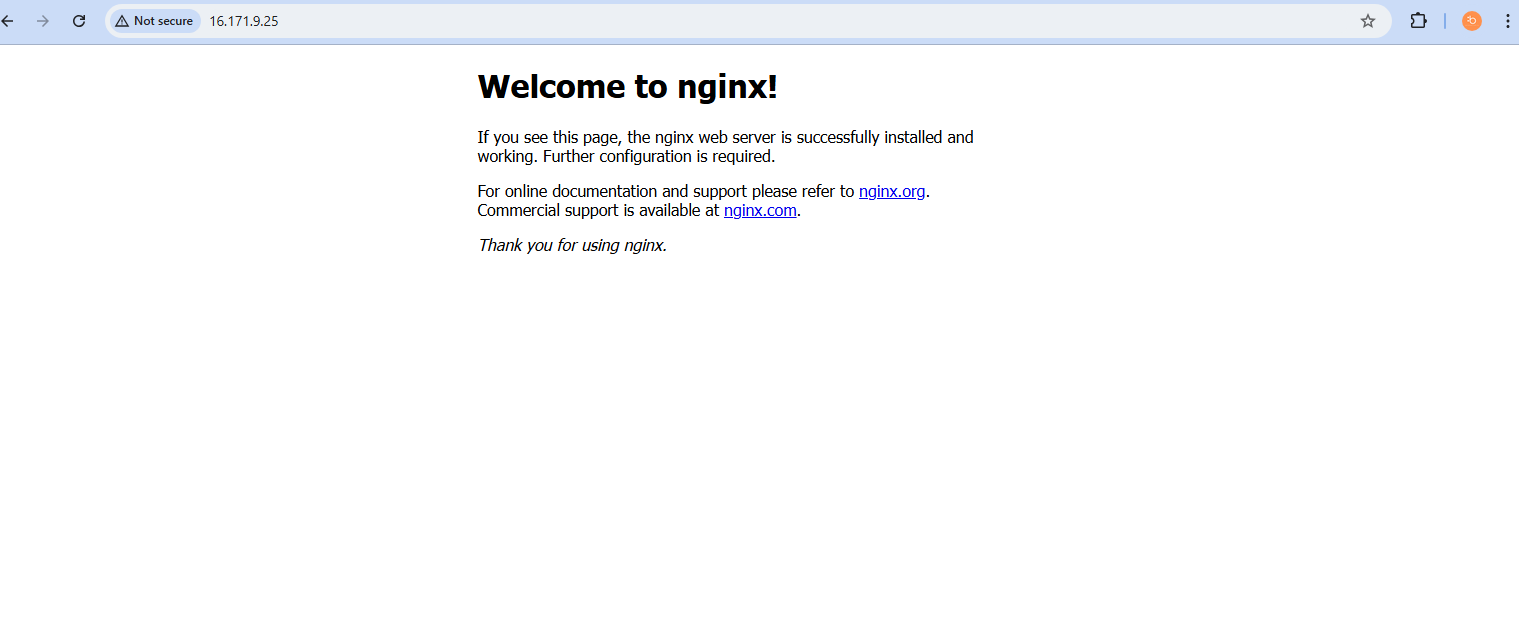 Not secure
16.171.9.25
Welcome to nginx!
If you see this page, the nginx web server is successfully installed and
working. Further configuration is required.
For online documentation and support please refer to nginx.org.
Commercial support is available at nginx.com.
Thank you for using nginx.